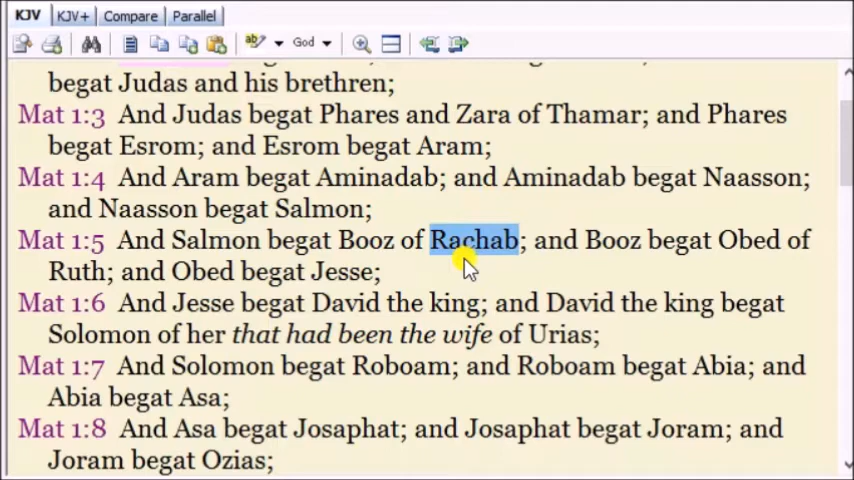 KJV KJV+ Compare Parallel
God
begat Judas and his brethren;
Mat 1:3 And Judas begat Phares and Zara of Thamar; and Phares
begat Esrom; and Esrom begat Aram;
Mat 1:4 And Aram begat Aminadab; and Aminadab begat Naasson;
and Naasson begat Salmon;
Mat 1:5 And Salmon begat Booz of Rachab; and Booz begat Obed of
Ruth; and Obed begat Jesse;
Mat 1:6 And Jesse begat David the king; and David the king begat
Solomon of her that had been the wife of Urias;
Mat 1:7 And Solomon begat Roboam; and Roboam begat Abia; and
Abia begat Asa;
Mat 1:8 And Asa begat Josaphat; and Josaphat begat Joram; and
Joram begat Ozias;